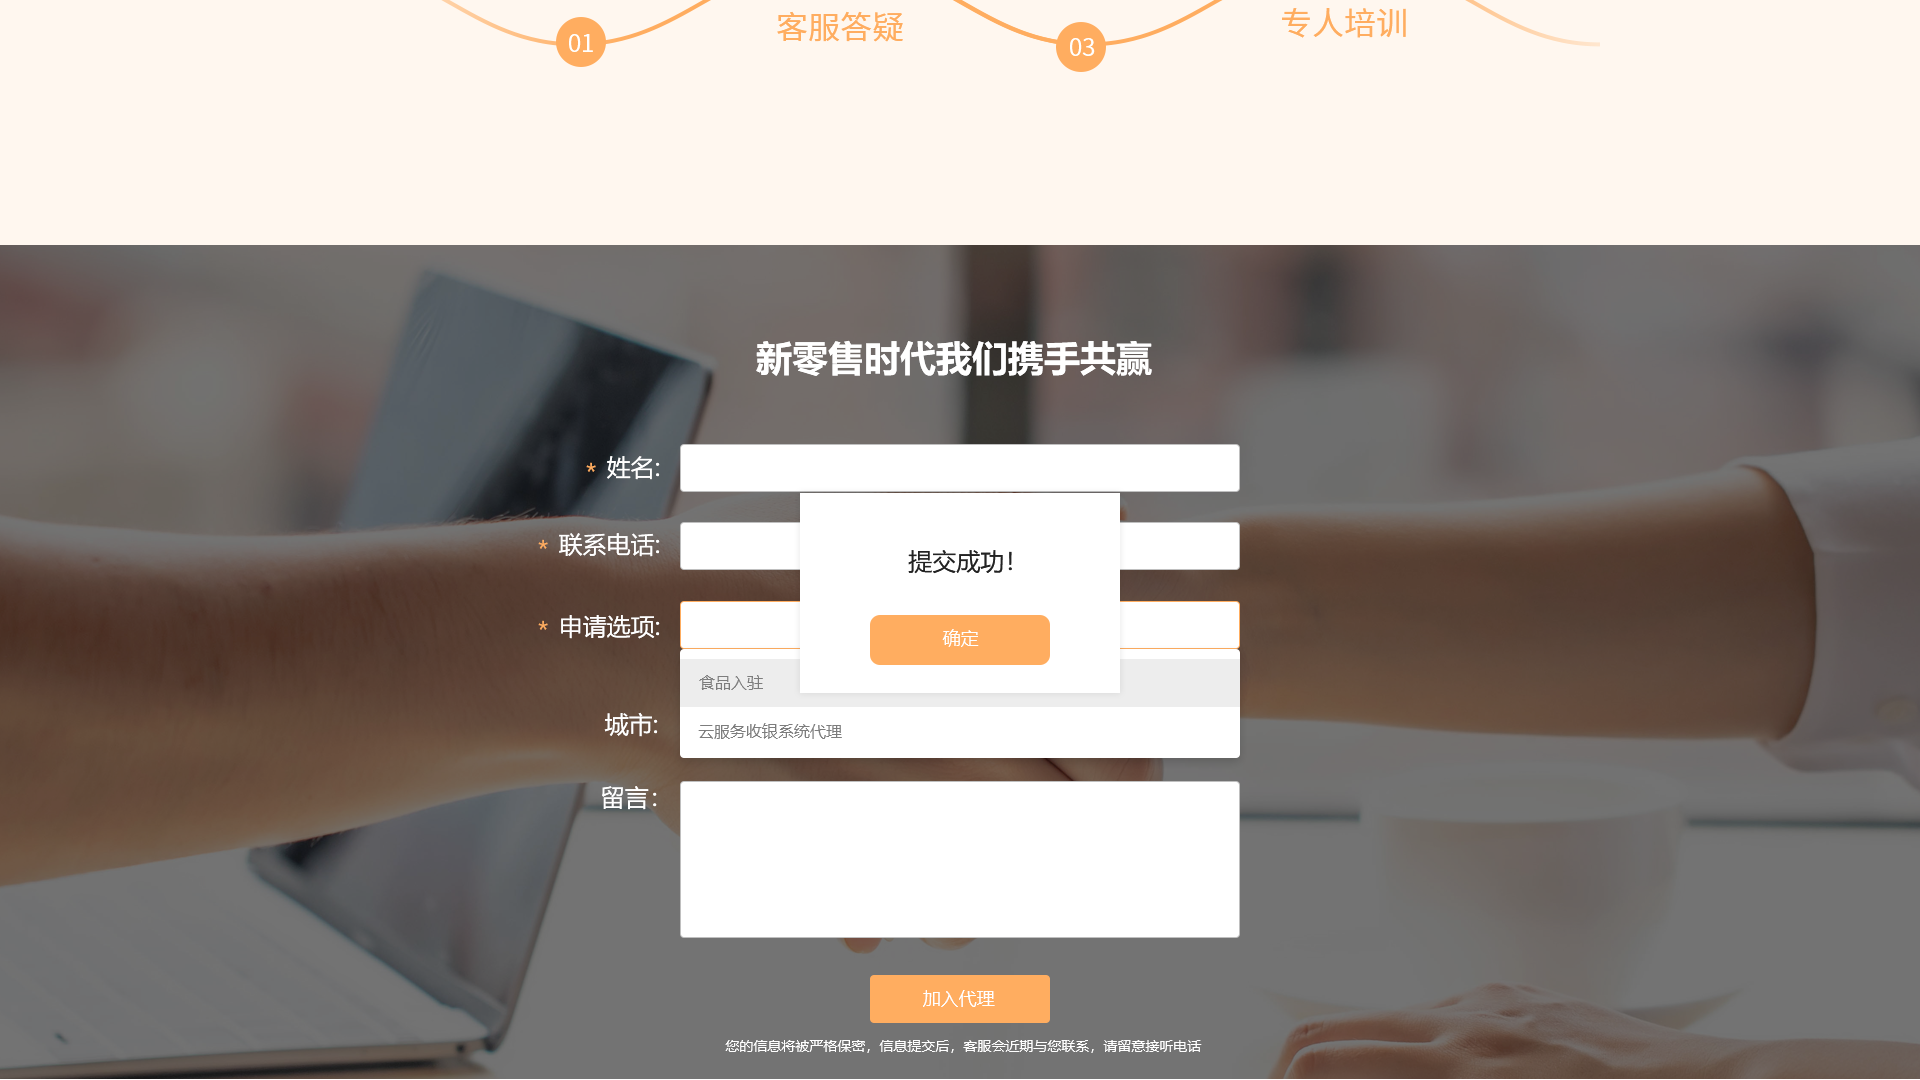 01
客服答疑
03
专人培训
新零售时代我们携手共赢
* 姓名:
* 联系电话:
提交成功！
* 申请选项:
确定
食品入驻
城市:
云服务收银系统代理
留言：
加入代理
您的信息将被严格保密，信息提交后，客服会近期与您联系，请留意接听电话